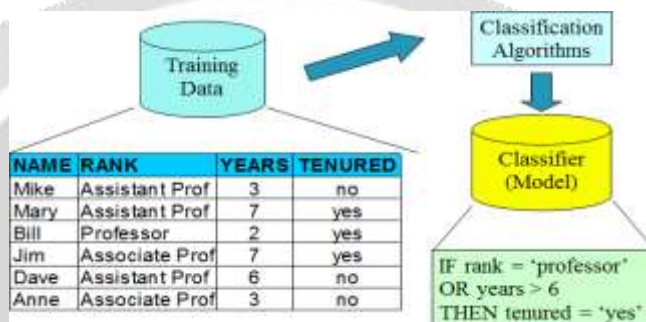 Training
Data
Classification
Algorithms
Classifier
(Model)
NAME RANK YEARS TENURED
Mike Assistant Prof 3 no
Mary Assistant Prof 7 yes
Bill Professor 2 yes
Jim Associate Prof 7 yes
Dave Assistant Prof 6 no
Anne Associate Prof 3 no
IF rank = ‘professor’
OR years > 6
THEN tenured = ‘yes’